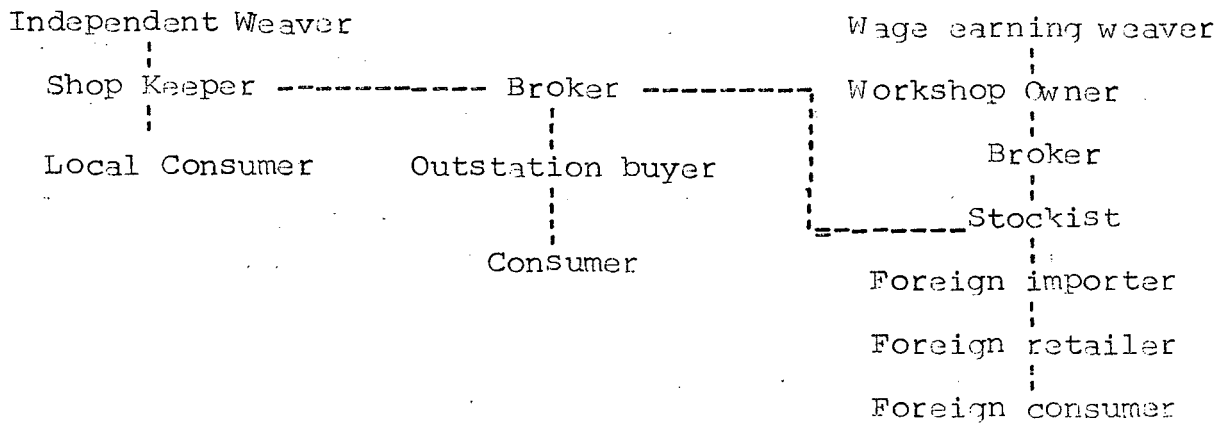 Independent Weaver
Shop Keeper
Local Consumer
Broker
Outstation buyer
Consumer
Wage earning weaver
Workshop Owner
Broker
Stockist
Foreign importer
Foreign retailer
Foreign consumer